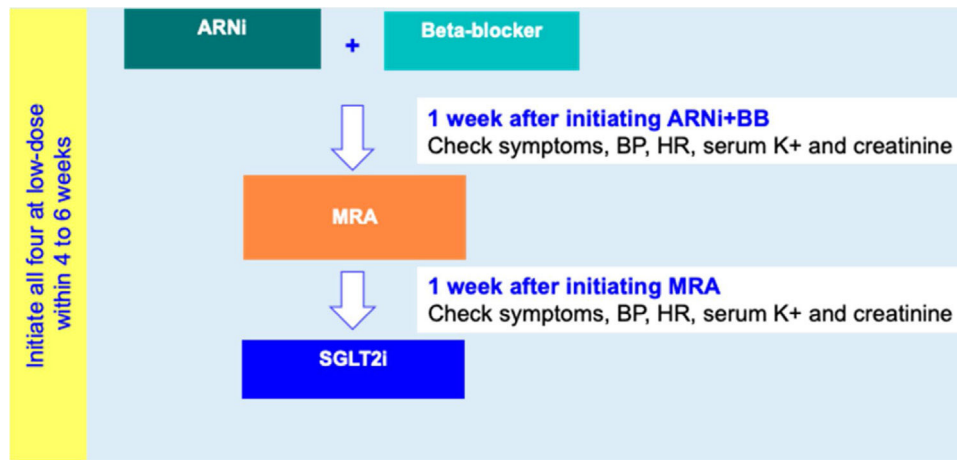 Initiate all four at low-dose
within 4 to 6 weeks
ARNi
+
Beta-blocker
1 week after initiating ARNi+BB
Check symptoms, BP, HR, serum K+ and creatinine
MRA
1 week after initiating MRA
Check symptoms, BP, HR, serum K+ and creatinine
SGLT2i